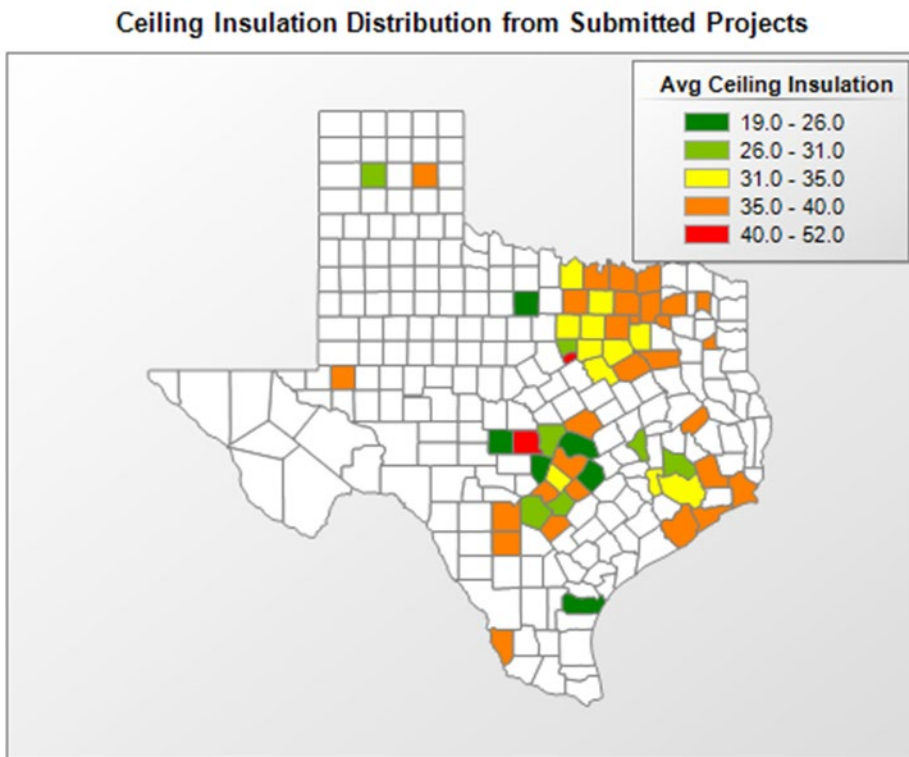 Ceiling Insulation Distribution from Submitted Projects
Avg Ceiling Insulation
19.0 - 26.0
26.0 - 31.0
31.0 - 35.0
35.0 - 40.0
40.0 - 52.0